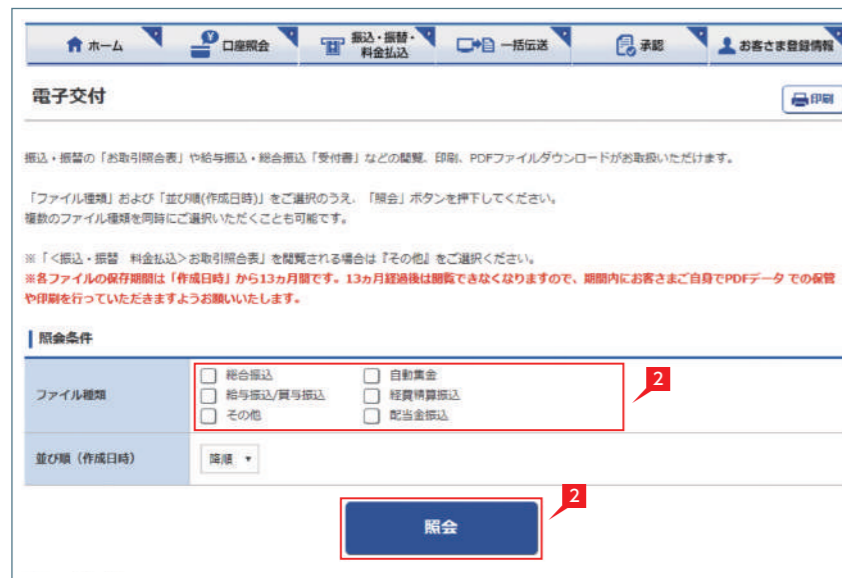 ホーム
口座照会
振込・振替・
料金払込
一括伝送
承認
お客さま登録情報
電子交付
印刷
振込・振替の「お取引照合表」や給与振込・総合振込「受付書」などの閲覧、印刷、PDFファイルダウンロードがお取扱いただけます。
「ファイル種類」および「並び順(作成日時)」をご選択のうえ、「照会」ボタンを押下してください。
複数のファイル種類を同時にご選択いただくことも可能です。
※「<振込・振替　料金払込>お取引照合表」を閲覧される場合は『その他』をご選択ください。
※各ファイルの保存期間は「作成日時」から13ヵ月間です。13ヵ月経過後は閲覧できなくなりますので、期間内にお客さまご自身でPDFデータ での保管
や印刷を行っていただきますようお願いいたします。
照会条件
ファイル種類
総合振込
自動集金
給与振込/賞与振込
経費精算振込
その他
配当金振込
2
並び順（作成日時）
降順
2
照会